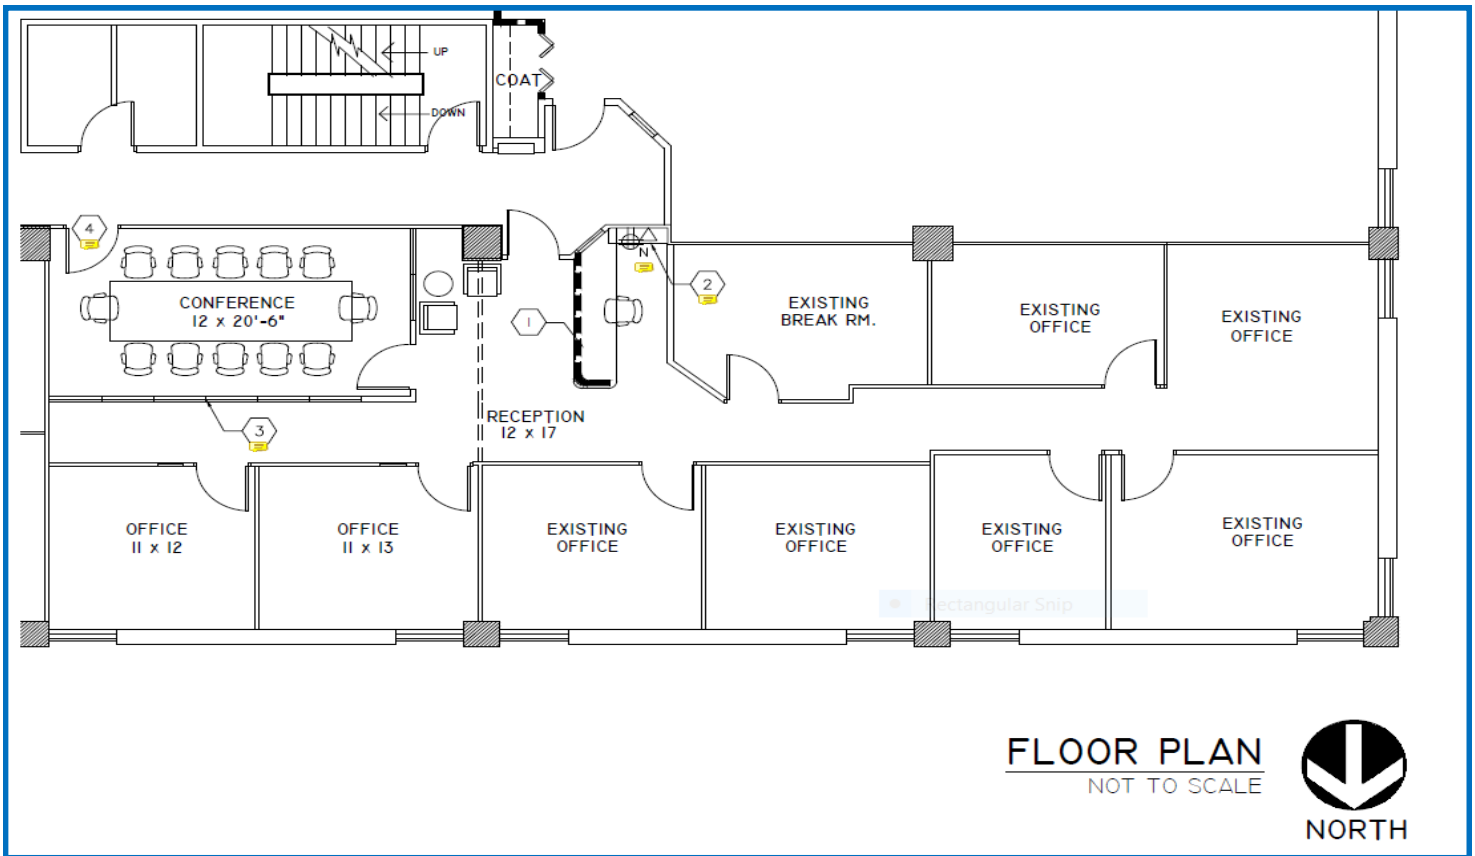 UP
COAT
DOWN
4
CONFERENCE
12 x 20'-6"
N
2
1
EXISTING
BREAK RM.
EXISTING
OFFICE
EXISTING
OFFICE
3
RECEPTION
12 x 17
OFFICE
11 x 12
OFFICE
11 x 13
EXISTING
OFFICE
EXISTING
OFFICE
EXISTING
OFFICE
EXISTING
OFFICE
Rectangular Snip
FLOOR PLAN
NOT TO SCALE
NORTH